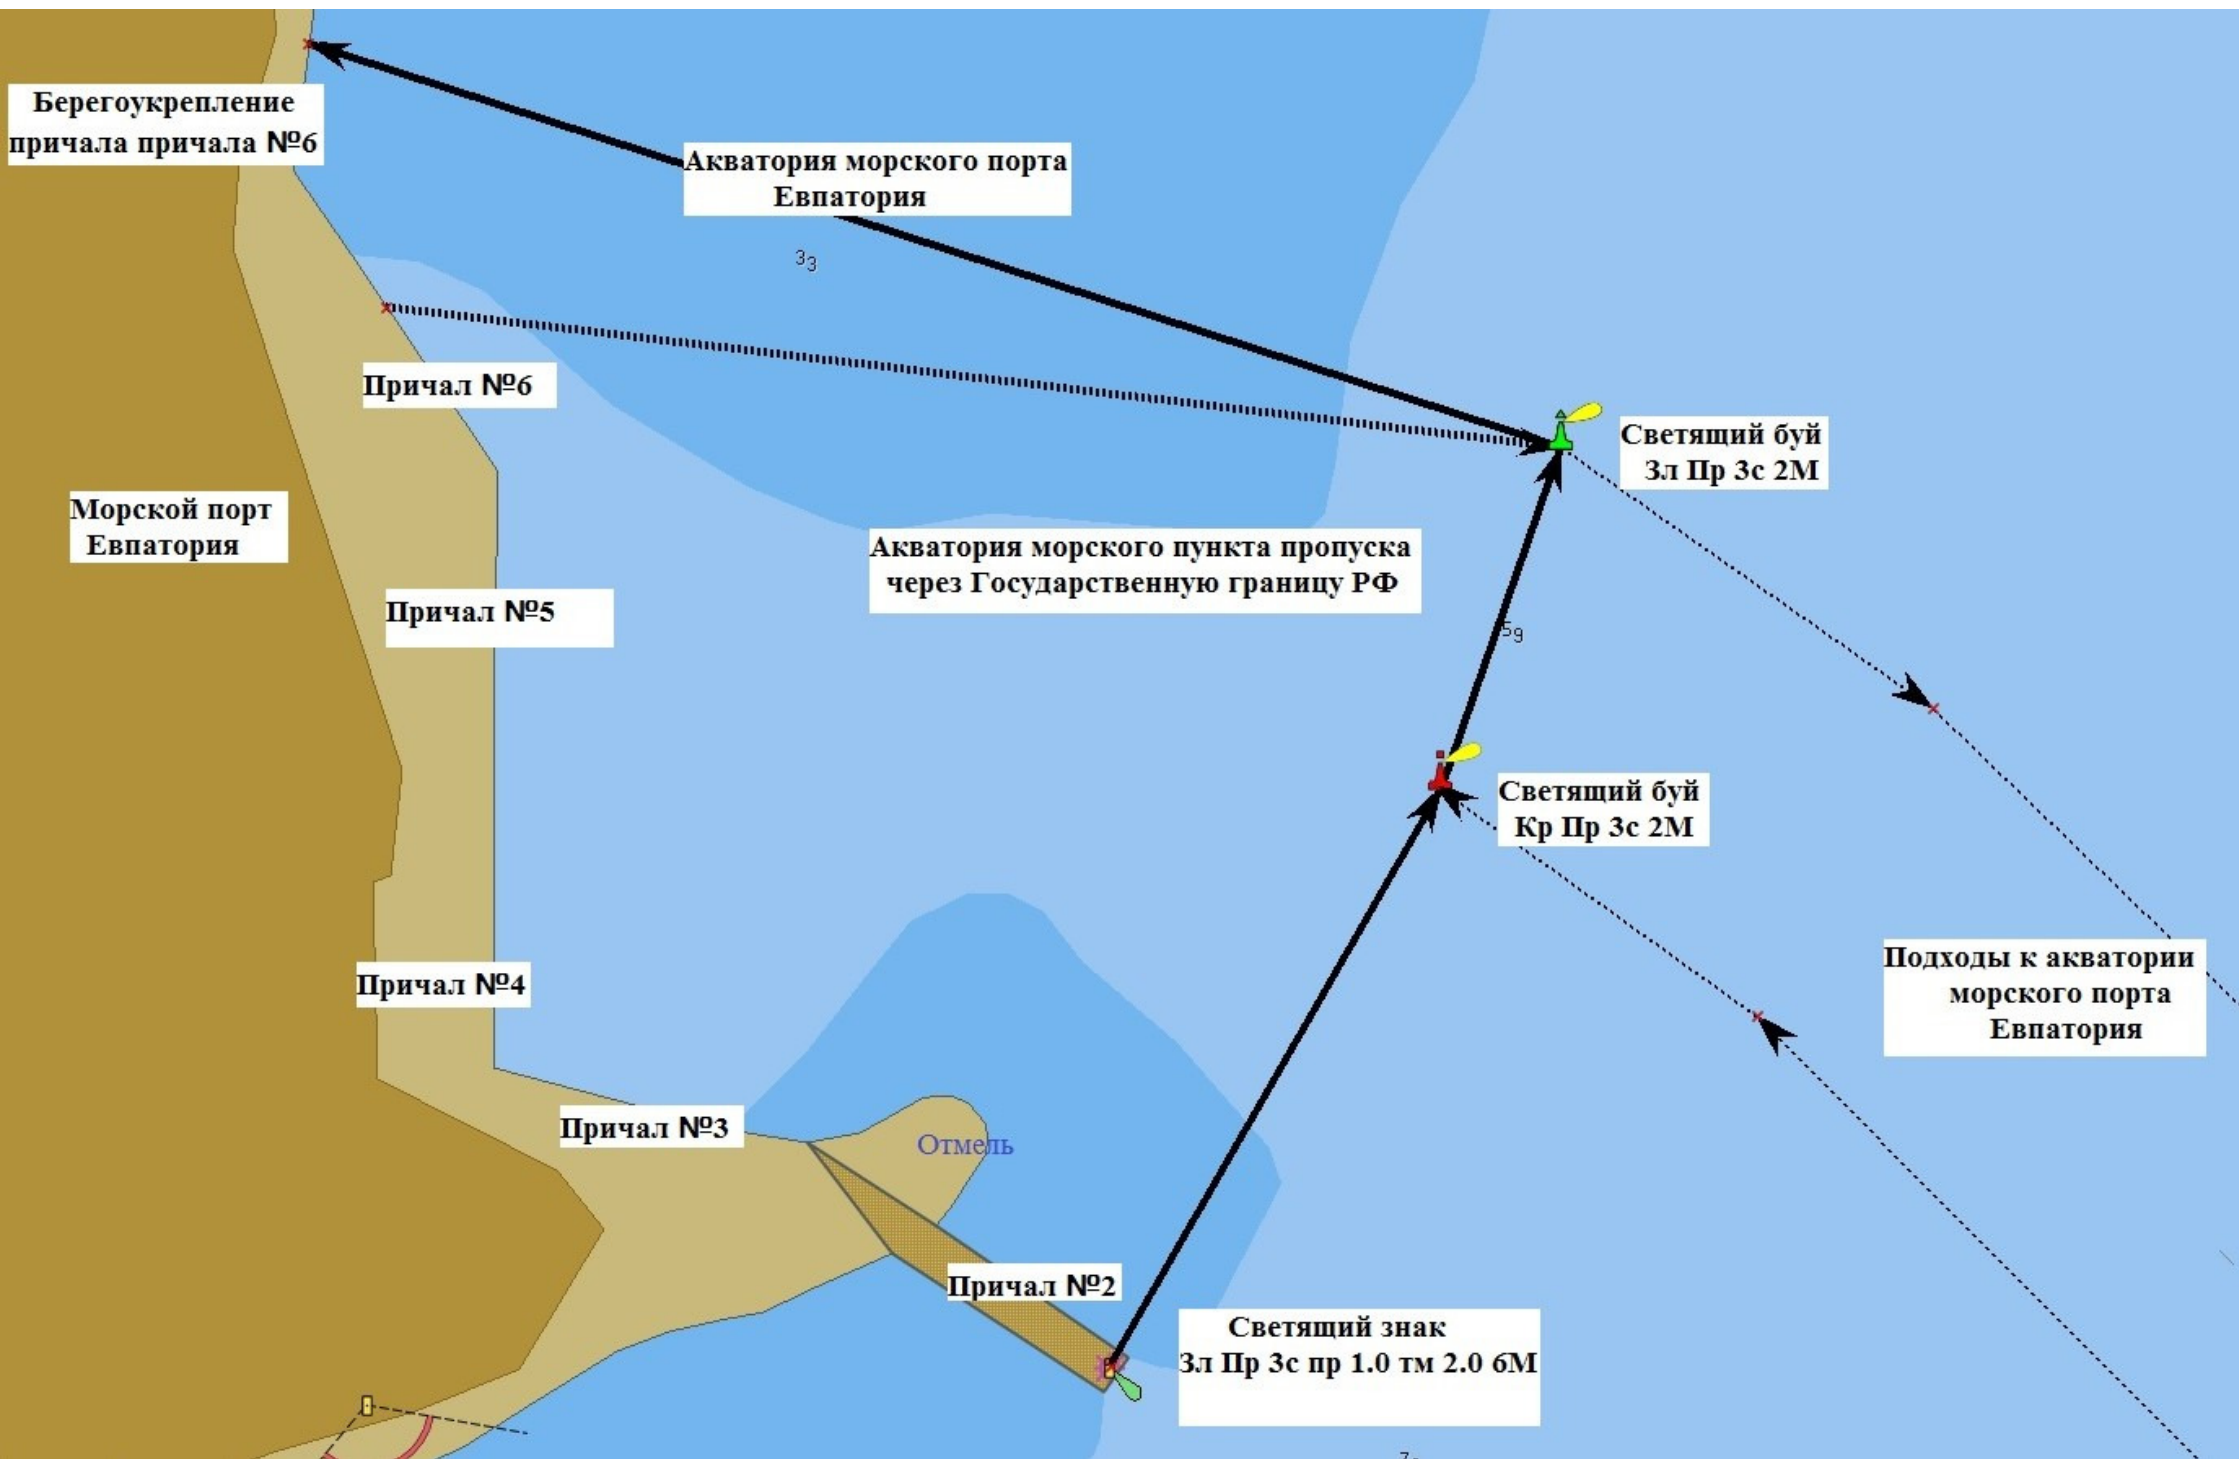 Берегоукрепление
причала причала №6
Акватория морского порта
Евпатория
3₃
Причал №6
Светящий буй
Зл Пр 3с 2М
Морской порт
Евпатория
Акватория морского пункта пропуска
через Государственную границу РФ
Причал №5
5₉
Светящий буй
Кр Пр 3с 2М
Подходы к акватории
морского порта
Евпатория
Причал №4
Причал №3
Отмель
Причал №2
Светящий знак
Зл Пр 3с пр 1.0 тм 2.0 6М